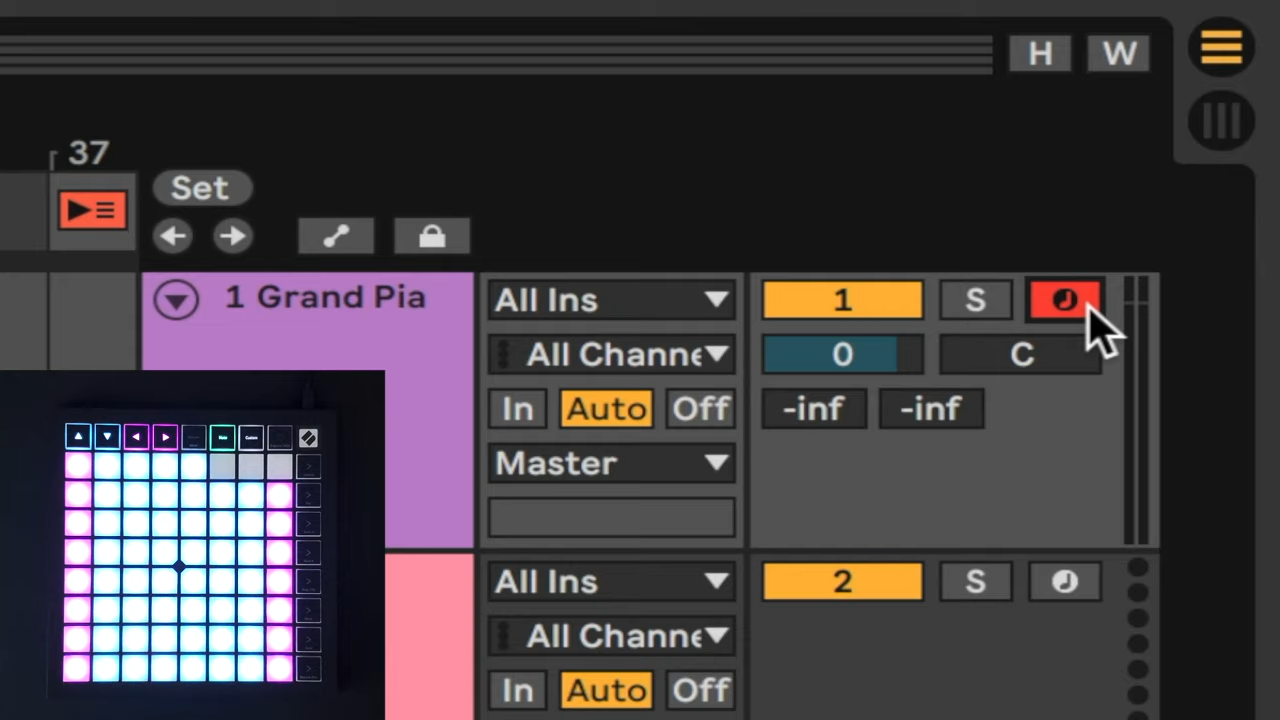 H W
37
Set
1 Grand Pia
All Ins
1 S
All Channe
0 C
In Auto Off
-inf -inf
Master
All Ins
2 S
All Channe
In Auto Off